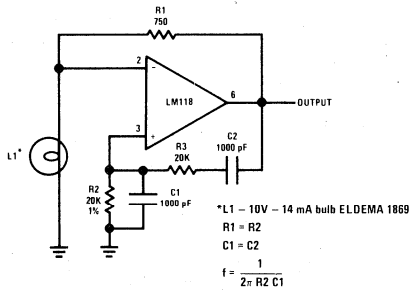 R1
750
2
−
LM118
6
OUTPUT
3
+
L1*
R3
20K
C2
1000 pF
R2
20K
1%
C1
1000 pF
*L1 – 10V – 14 mA bulb ELDEMA 1869
R1 = R2
C1 = C2
f = 1
2π R2 C1